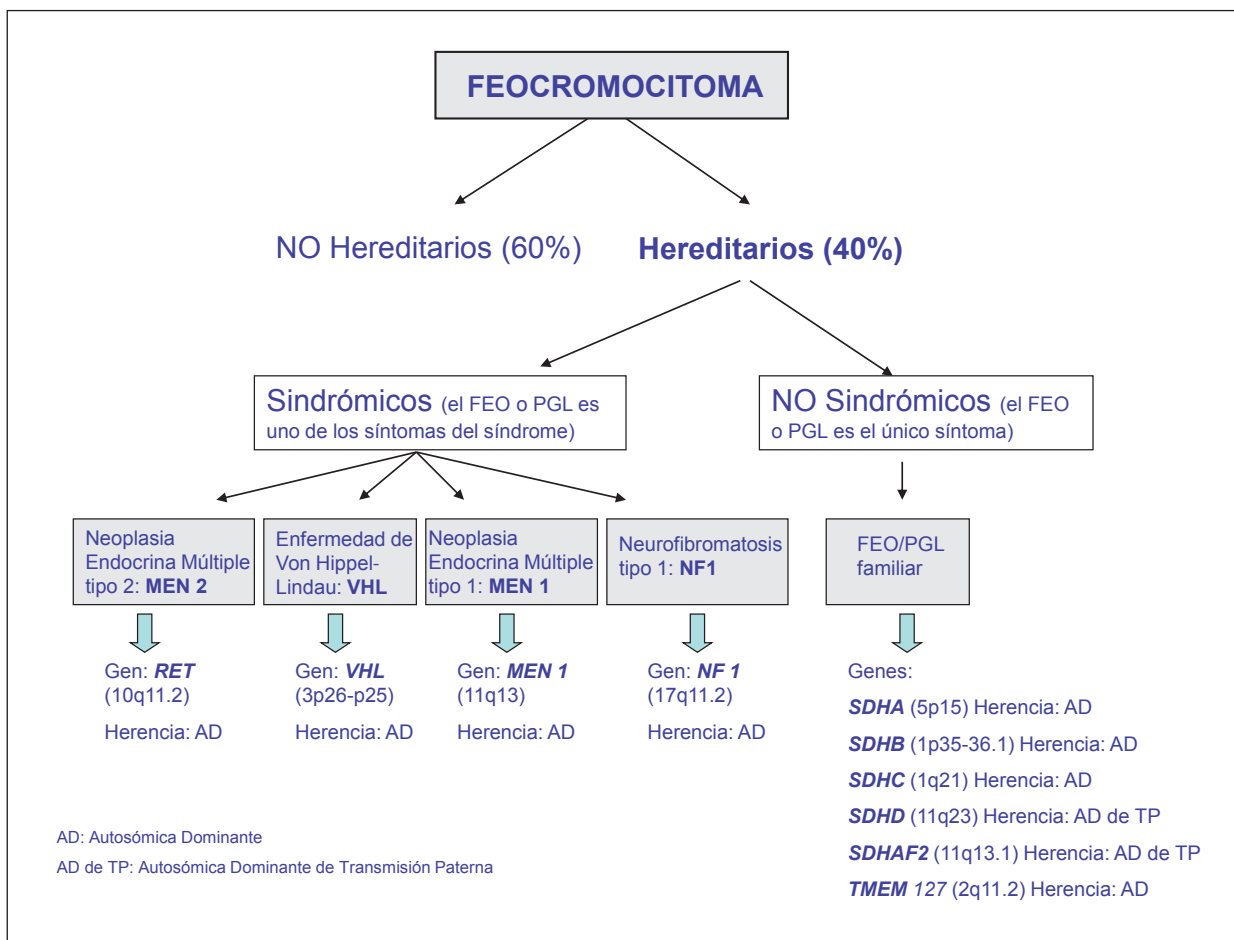 FEOCROMOCITOMA
NO Hereditarios (60%)
Hereditarios (40%)
Sindrómicos (el FEO o PGL es
uno de los síntomas del síndrome)
NO Sindrómicos (el FEO
o PGL es el único síntoma)
Neoplasia
Endocrina Múltiple
tipo 2: MEN 2
Enfermedad de
Von Hippel-
Lindau: VHL
Neoplasia
Endocrina Múltiple
tipo 1: MEN 1
Neurofibromatosis
tipo 1: NF1
FEO/PGL
familiar
Gen: RET
(10q11.2)
Herencia: AD
Gen: VHL
(3p26-p25)
Herencia: AD
Gen: MEN 1
(11q13)
Herencia: AD
Gen: NF 1
(17q11.2)
Herencia: AD
Genes:
SDHA (5p15) Herencia: AD
SDHB (1p35-36.1) Herencia: AD
SDHC (1q21) Herencia: AD
SDHD (11q23) Herencia: AD de TP
SDHAF2 (11q13.1) Herencia: AD de TP
TMEM 127 (2q11.2) Herencia: AD
AD: Autosómica Dominante
AD de TP: Autosómica Dominante de Transmisión Paterna